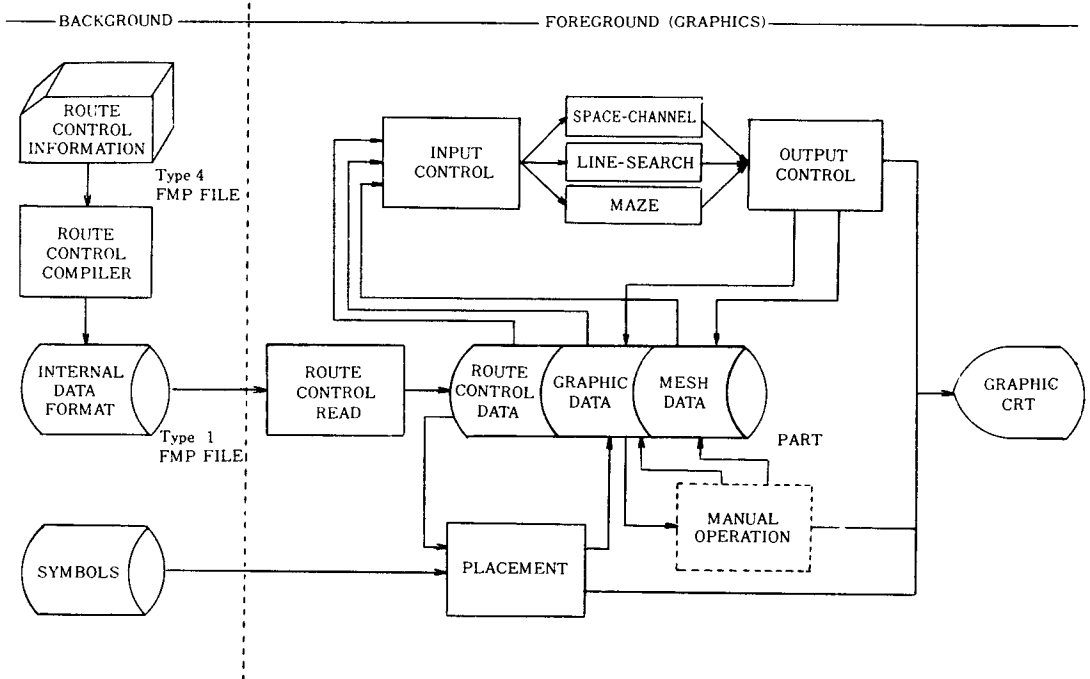 BACKGROUND
FOREGROUND (GRAPHICS)
ROUTE
CONTROL
INFORMATION
Type 4
FMP FILE
ROUTE
CONTROL
COMPILER
INTERNAL
DATA
FORMAT
Type 1
FMP FILE
SYMBOLS
INPUT
CONTROL
SPACE-CHANNEL
LINE-SEARCH
MAZE
OUTPUT
CONTROL
ROUTE
CONTROL
READ
ROUTE
CONTROL
DATA
GRAPHIC
DATA
MESH
DATA
PART
GRAPHIC
CRT
PLACEMENT
MANUAL
OPERATION